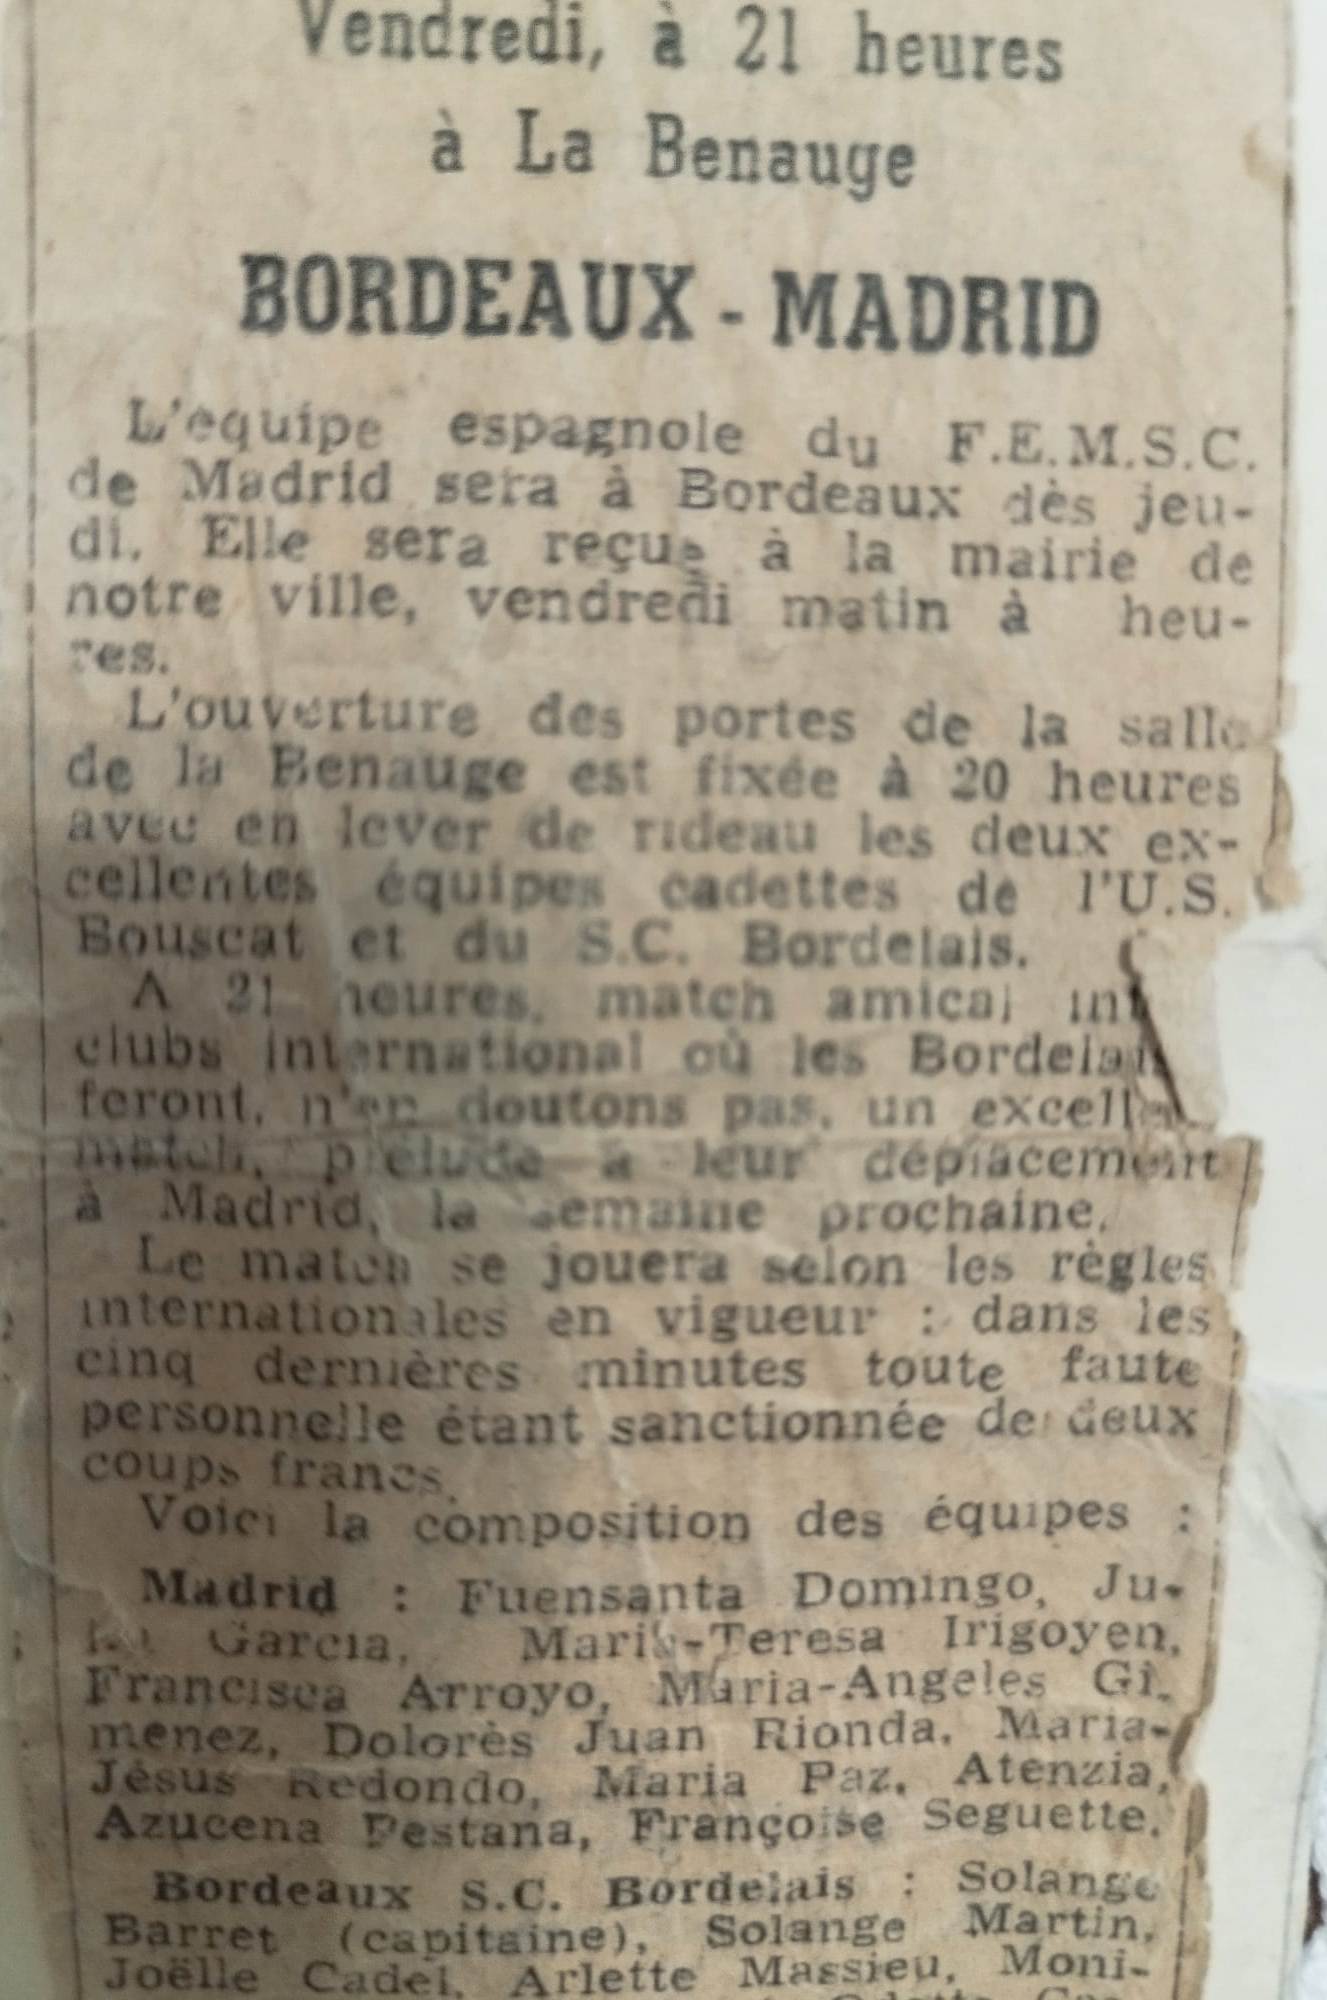 Vendredi, à 21 heures
à La Benauge
BORDEAUX - MADRID
L'équipe espagnole du F.E.M.S.C.
de Madrid sera à Bordeaux dès jeu-
di. Elle sera reçue à la mairie de
notre ville, vendredi matin à heu-
res.
L'ouverture des portes de la salle
de la Benauge est fixée à 20 heures
avec en lever de rideau les deux ex-
cellentes équipes cadettes de l'U.S.
Bouscat et du S.C. Bordelais.
A 21 heures, match amical
clubs international où les Bordelais
feront, n'en doutons pas, un
match, prélude à leur déplacement
à Madrid, la semaine prochaine.
Le match se jouera selon les règles
internationales en vigueur : dans les
cinq dernières minutes toute faute
personnelle étant sanctionnée de deux
coups francs.
Voici la composition des équipes :
Madrid : Fuensanta Domingo, Ju-
Garcia, Maria-Teresa Irigoyen,
Francisca Arroyo, Maria-Angeles Gi-
menez, Dolorès Juan Rionda, Maria-
Jésus Redondo, Maria Paz, Atenzia,
Azucena Pestana, Françoise Seguette.
Bordeaux S.C. Bordelais : Solange
Barret (capitaine), Solange Martin,
Joëlle Cadel, Arlette Massieu, Moni-